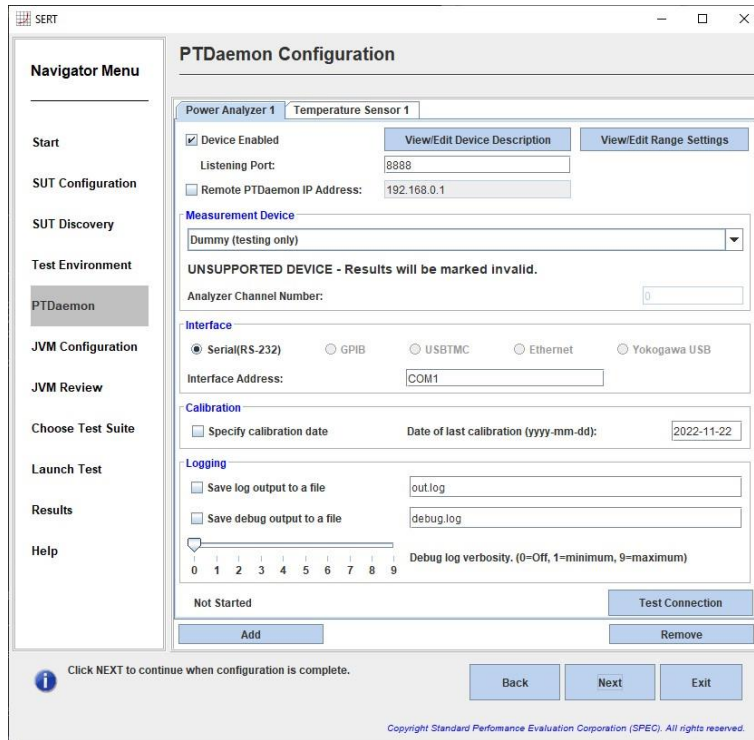 SERT
Navigator Menu
Start
SUT Configuration
SUT Discovery
Test Environment
PTDaemon
JVM Configuration
JVM Review
Choose Test Suite
Launch Test
Results
Help
PTDaemon Configuration
Power Analyzer 1 Temperature Sensor 1
Device Enabled View/Edit Device Description View/Edit Range Settings
Listening Port: 8888
Remote PTDaemon IP Address: 192.168.0.1
Measurement Device
Dummy (testing only)
UNSUPPORTED DEVICE - Results will be marked invalid.
Analyzer Channel Number: 0
Interface
Serial(RS-232) GPIB USBTMC Ethernet Yokogawa USB
Interface Address: COM1
Calibration
Specify calibration date Date of last calibration (yyyy-mm-dd): 2022-11-22
Logging
Save log output to a file out.log
Save debug output to a file debug.log
0 1 2 3 4 5 6 7 8 9 Debug log verbosity. (0=Off, 1=minimum, 9=maximum)
Not Started Test Connection
Add Remove
Click NEXT to continue when configuration is complete.
Back Next Exit
Copyright Standard Perfomance Evaluation Corporation (SPEC). All rights reserved.